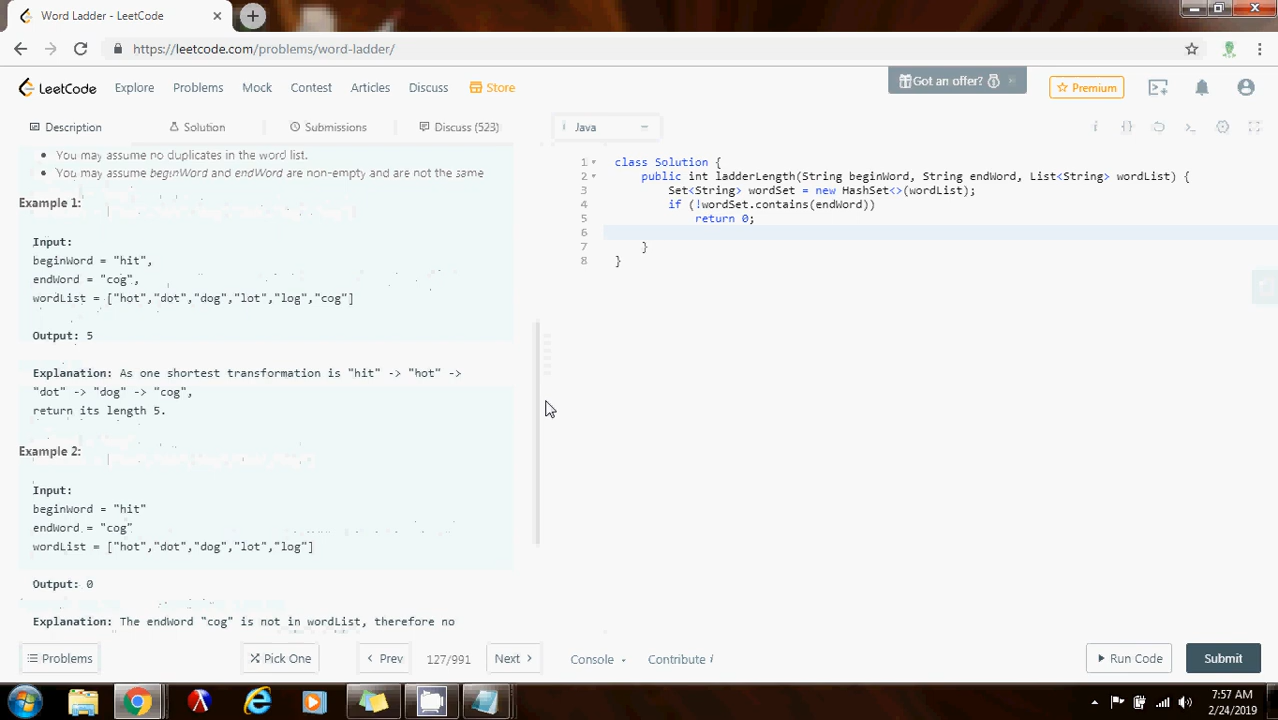 Word Ladder - LeetCode
https://leetcode.com/problems/word-ladder/
LeetCode Explore Problems Mock Contest Articles Discuss Store Got an offer? Premium
Description Solution Submissions Discuss (523) Java
You may assume no duplicates in the word list.
You may assume beginWord and endWord are non-empty and are not the same
Example 1:
Input:
beginWord = "hit",
endWord = "cog",
wordList = ["hot","dot","dog","lot","log","cog"]
Output: 5
Explanation: As one shortest transformation is "hit" -> "hot" ->
"dot" -> "dog" -> "cog",
return its length 5.
Example 2:
Input:
beginWord = "hit"
endWord = "cog"
wordList = ["hot","dot","dog","lot","log"]
Output: 0
Explanation: The endWord "cog" is not in wordList, therefore no
1 class Solution {
2 public int ladderLength(String beginWord, String endWord, List<String> wordList) {
3 Set<String> wordSet = new HashSet<>(wordList);
4 if (!wordSet.contains(endWord))
5 return 0;
6
7 }
8 }
Problems Pick One Prev 127/991 Next Console Contribute i Run Code Submit
7:57 AM
2/24/2019